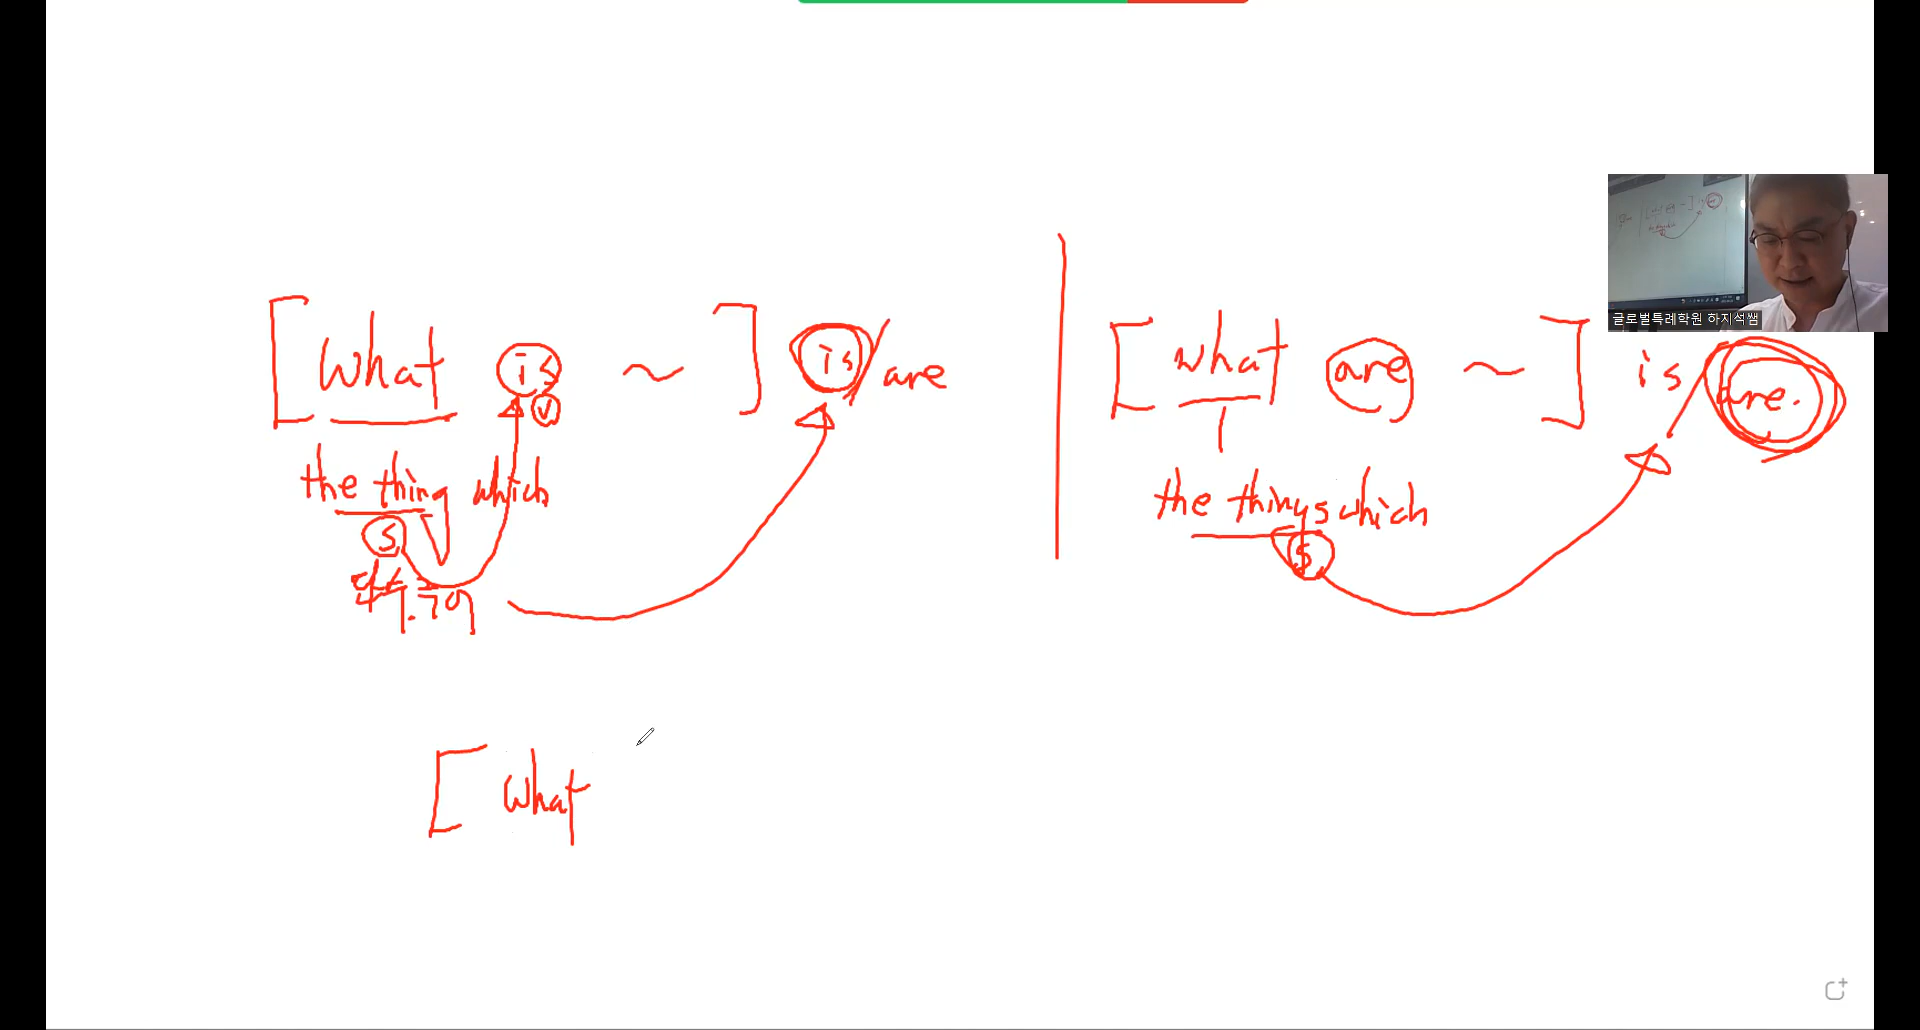 [ What is ~ ] is / are
v
the thing which
S
[ what are ~ ] is / are.
the things which
S
[ What
글로벌특례학원 하지석쌤